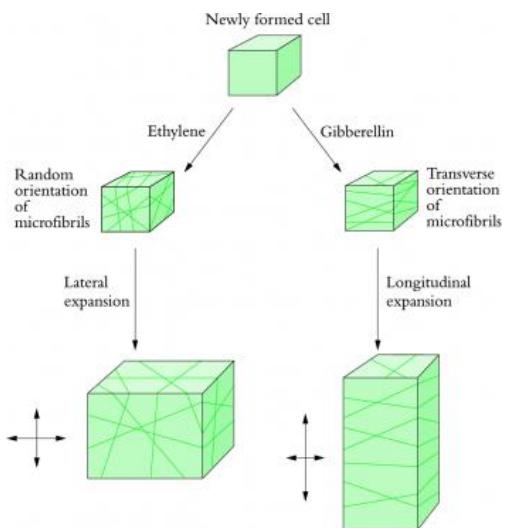 Newly formed cell
Ethylene
Gibberellin
Random
orientation
of
microfibrils
Transverse
orientation
of
microfibrils
Lateral
expansion
Longitudinal
expansion